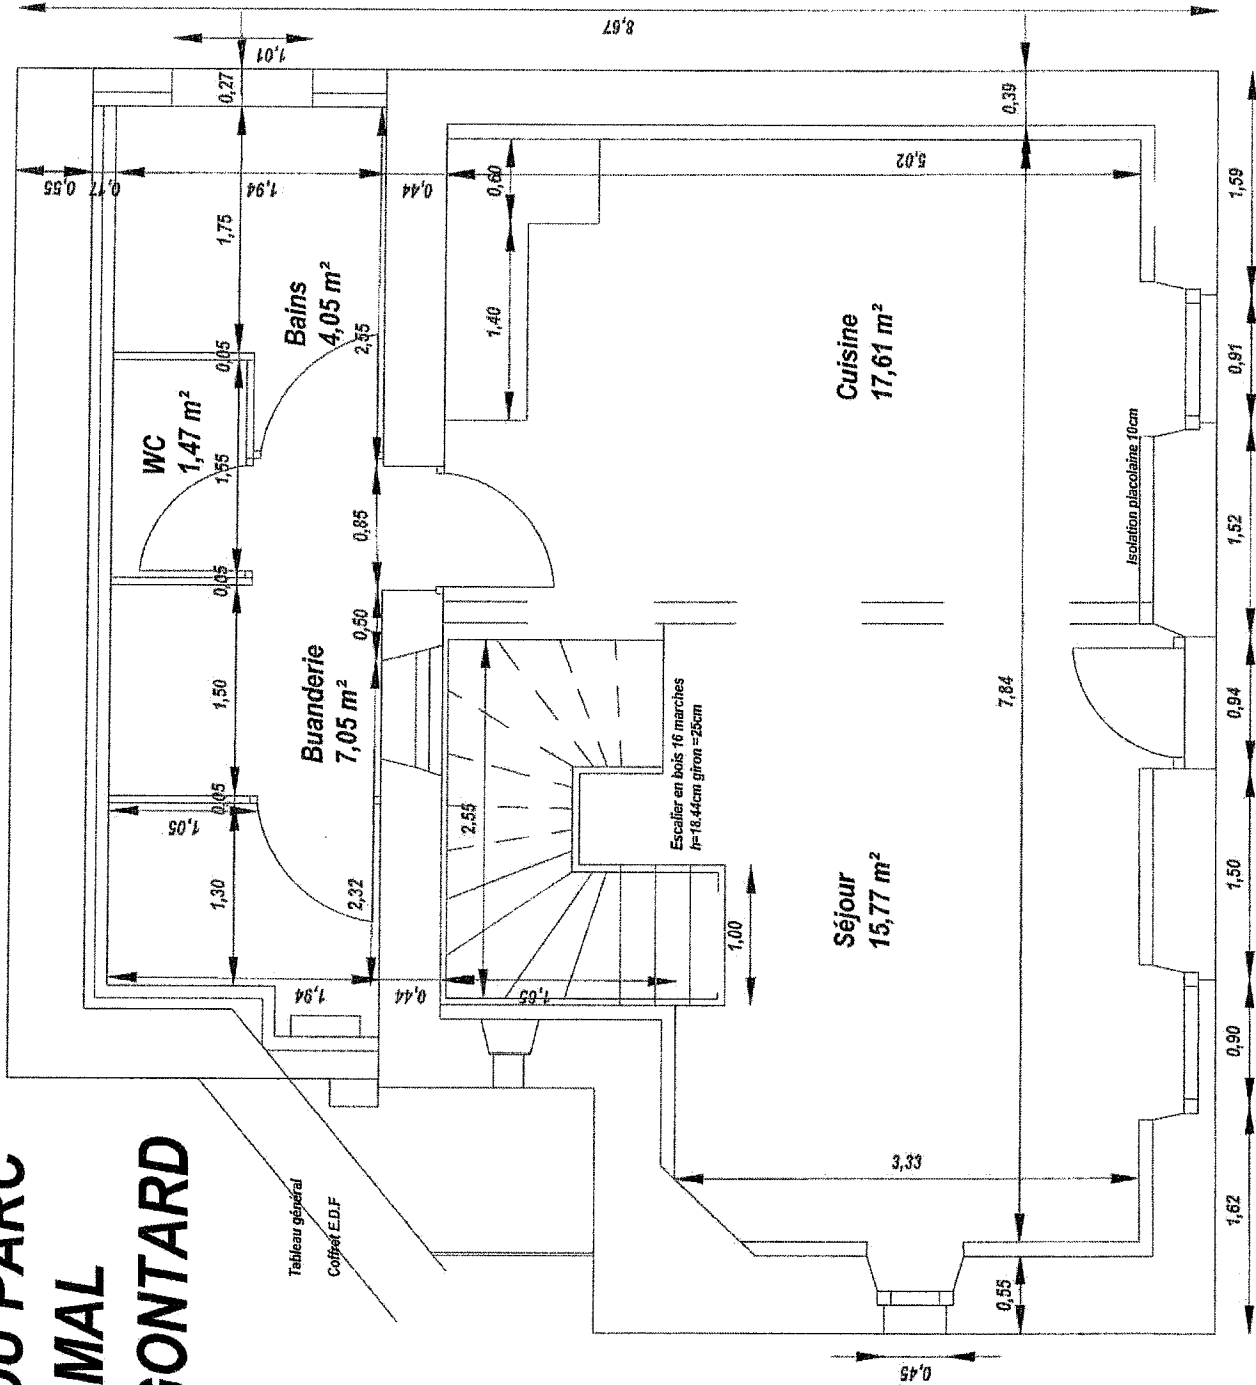 DU PARC
MAL
GONTARD
Tableau général
Coffret E.D.F
WC
1,47 m²
Bains
4,05 m²
Buanderie
7,05 m²
Cuisine
17,61 m²
Séjour
15,77 m²
Escalier en bois 16 marches
h=18.44cm giron=25cm
Isolation placolaine 10cm
8,67
1,01
0,27
0,55
0,17
1,94
0,44
5,02
0,39
1,75
0,05
1,55
0,05
1,50
0,05
1,30
1,05
2,55
0,85
0,50
2,32
1,94
0,44
1,65
0,60
1,40
2,55
1,00
7,84
3,33
0,55
0,45
1,59
0,91
1,52
0,94
1,50
0,90
1,62